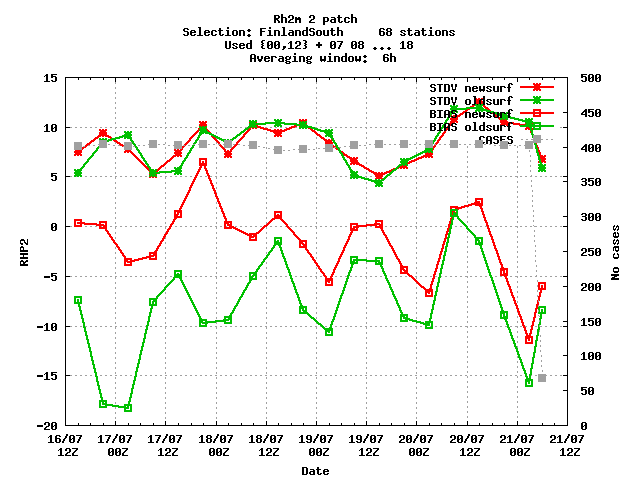 Rh2m 2 patch
Selection: FinlandSouth 68 stations
Used {00,12} + 07 08 ... 18
Averaging window: 6h
STDV newsurf
STDV oldsurf
BIAS newsurf
BIAS oldsurf
CASES
15
10
5
0
-5
-10
-15
-20
RHP2
500
450
400
350
300
250
200
150
100
50
0
No cases
16/07 17/07 17/07 18/07 18/07 19/07 19/07 20/07 20/07 21/07 21/07
12Z 00Z 12Z 00Z 12Z 00Z 12Z 00Z 12Z 00Z 12Z
Date